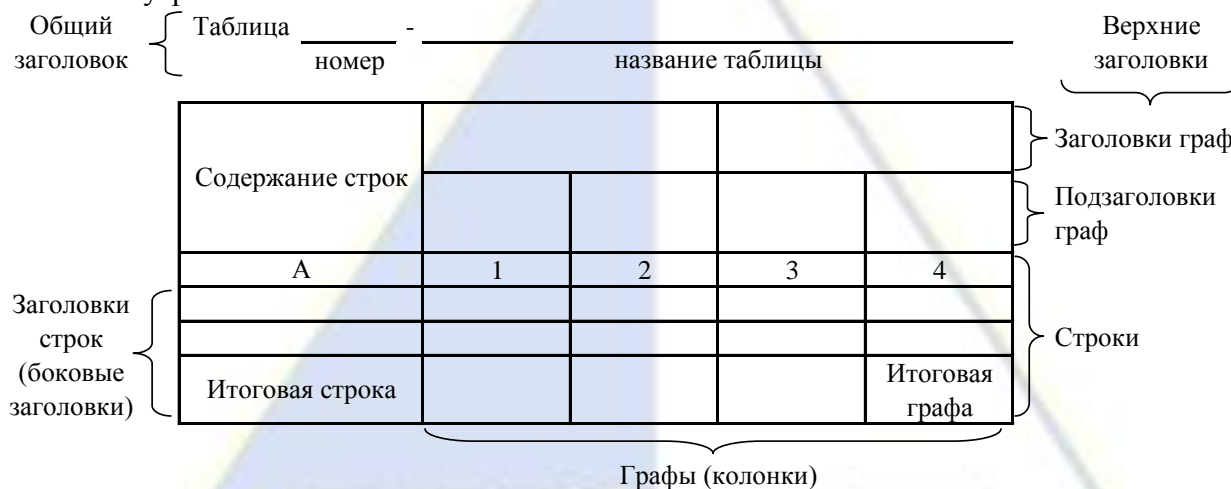 Общий
заголовок
Таблица -
номер
название таблицы
Верхние
заголовки
Содержание строк
Заголовки граф
Подзаголовки
граф
А 1 2 3 4
Заголовки
строк
(боковые
заголовки)
Строки
Итоговая строка
Итоговая
графа
Графы (колонки)